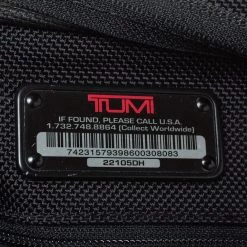 TUMI
IF FOUND, PLEASE CALL U.S.A.
1.732.748.8864 (Collect Worldwide)
74231579398600308083
22105DH